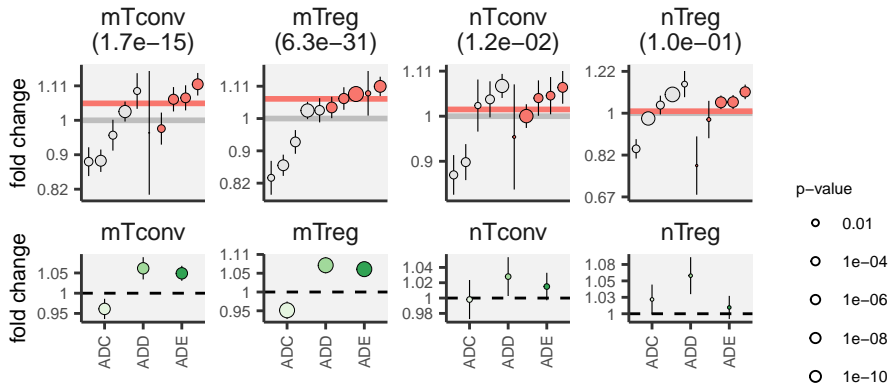 mTconv
(1.7e−15)
mTreg
(6.3e−31)
nTconv
(1.2e−02)
nTreg
(1.0e−01)
fold change
1.11
1
0.9
0.82
1.11
1
0.9
0.82
1.11
1
0.9
1.22
1
0.82
0.67
mTconv
mTreg
nTconv
nTreg
fold change
1.05
1
0.95
1.11
1.05
1
0.95
1.04
1.02
1
0.98
1.08
1.05
1.03
1
ADC
ADD
ADE
ADC
ADD
ADE
ADC
ADD
ADE
ADC
ADD
ADE
p−value
0.01
1e−04
1e−06
1e−08
1e−10